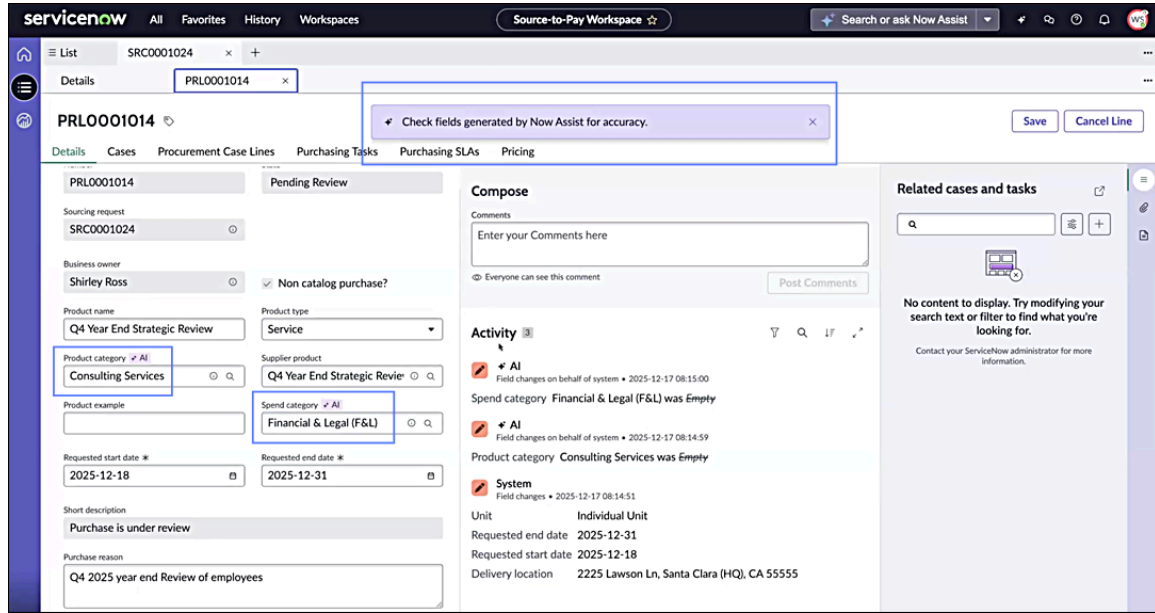 servicenow All Favorites History Workspaces Source-to-Pay Workspace Search or ask Now Assist WS
List SRC0001024 × +
Details PRL0001014 ×
PRL0001014
Check fields generated by Now Assist for accuracy. ×
Save Cancel Line
Details Cases Procurement Case Lines Purchasing Tasks Purchasing SLAs Pricing
Number State
PRL0001014 Pending Review
Sourcing request
SRC0001024
Business owner
Shirley Ross
Non catalog purchase?
Product name Product type
Q4 Year End Strategic Review Service
Product category AI Supplier product
Consulting Services Q4 Year End Strategic Revie
Product example Spend category AI
Financial & Legal (F&L)
Requested start date * Requested end date *
2025-12-18 2025-12-31
Short description
Purchase is under review
Purchase reason
Q4 2025 year end Review of employees
Compose
Comments
Enter your Comments here
Everyone can see this comment
Post Comments
Activity 3
AI
Field changes on behalf of system • 2025-12-17 08:15:00
Spend category Financial & Legal (F&L) was Empty
AI
Field changes on behalf of system • 2025-12-17 08:14:59
Product category Consulting Services was Empty
System
Field changes • 2025-12-17 08:14:51
Unit Individual Unit
Requested end date 2025-12-31
Requested start date 2025-12-18
Delivery location 2225 Lawson Ln, Santa Clara (HQ), CA 55555
Related cases and tasks
No content to display. Try modifying your
search text or filter to find what you're
looking for.
Contact your ServiceNow administrator for more
information.